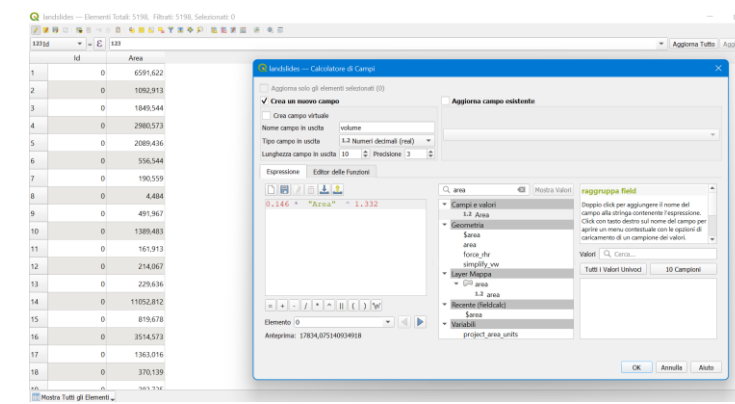 landslides — Elementi Totali: 5198, Filtrati: 5198, Selezionati: 0
123 id
ε
123
Aggiorna Tutto
Id Area
1 0 6591,622
2 0 1092,913
3 0 1849,544
4 0 2980,573
5 0 2089,436
6 0 556,544
7 0 190,559
8 0 4,484
9 0 491,967
10 0 1389,483
11 0 161,913
12 0 214,067
13 0 229,636
14 0 11052,812
15 0 819,678
16 0 3514,573
17 0 1363,016
18 0 370,139
Mostra Tutti gli Elementi
landslides — Calcolatore di Campi
Aggiorna solo gli elementi selezionati (0)
Crea un nuovo campo
Crea campo virtuale
Nome campo in uscita volume
Tipo campo in uscita 1.2 Numeri decimali (real)
Lunghezza campo in uscita 10 Precisione 3
Aggiorna campo esistente
Espressione Editor delle Funzioni
0.146 * "Area" ^ 1.332
= + - / * ^ || ( ) '\n'
Elemento 0
Anteprima: 17834,075140934918
area
Mostra Valori
Campi e valori
1.2 Area
Geometria
$area
area
force_rhr
simplify_vw
Layer Mappa
area
1.2 area
Recente (fieldcalc)
$area
Variabili
project_area_units
raggruppa field
Doppio click per aggiungere il nome del
campo alla stringa contenente l'espressione.
Click con tasto destro sul nome del campo per
aprire un menu contestuale con le opzioni di
caricamento di un campione dei valori.
Valori Cerca...
Tutti i Valori Univoci 10 Campioni
OK Annulla Aiuto